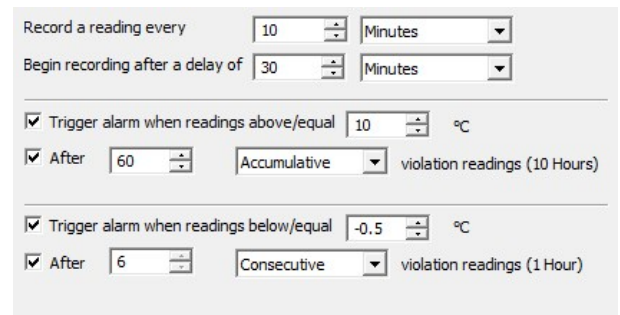 Record a reading every 10 Minutes
Begin recording after a delay of 30 Minutes
Trigger alarm when readings above/equal 10 ºC
After 60 Accumulative violation readings (10 Hours)
Trigger alarm when readings below/equal -0.5 ºC
After 6 Consecutive violation readings (1 Hour)